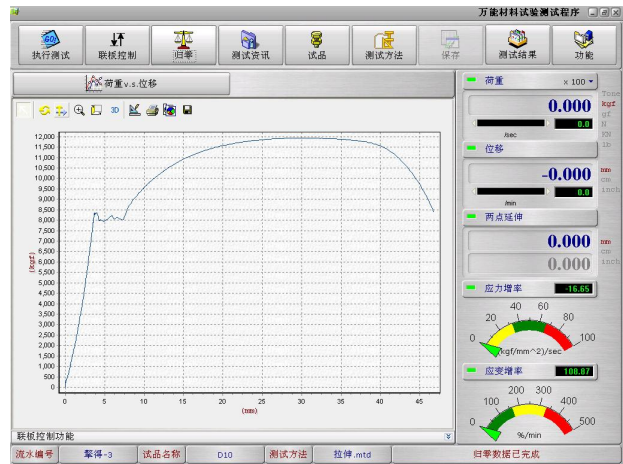 万能材料试验测试程序
GO
执行测试
联板控制
归零
测试资讯
试品
测试方法
保存
测试结果
功能
荷重v.s.位移
3D
12,000
11,500
11,000
10,500
10,000
9,500
9,000
8,500
8,000
7,500
7,000
6,500
6,000
5,500
5,000
4,500
4,000
3,500
3,000
2,500
2,000
1,500
1,000
500
0
(kgf)
0 5 10 15 20 25 30 35 40 45
(mm)
荷重 x 100
0.000
0.0
/sec
Tone
kgf
gf
N
KN
lb
位移
-0.000
0.0
/min
mm
cm
inch
两点延伸
0.000
0.000
mm
cm
inch
应力增率 -16.65
0 20 40 60 80 100
(kgf/mm^2)/sec
应变增率 108.87
0 100 200 300 400 500
%/min
联板控制功能
流水编号 擎得-3 试品名称 D10 测试方法 拉伸.mtd 归零数据已完成